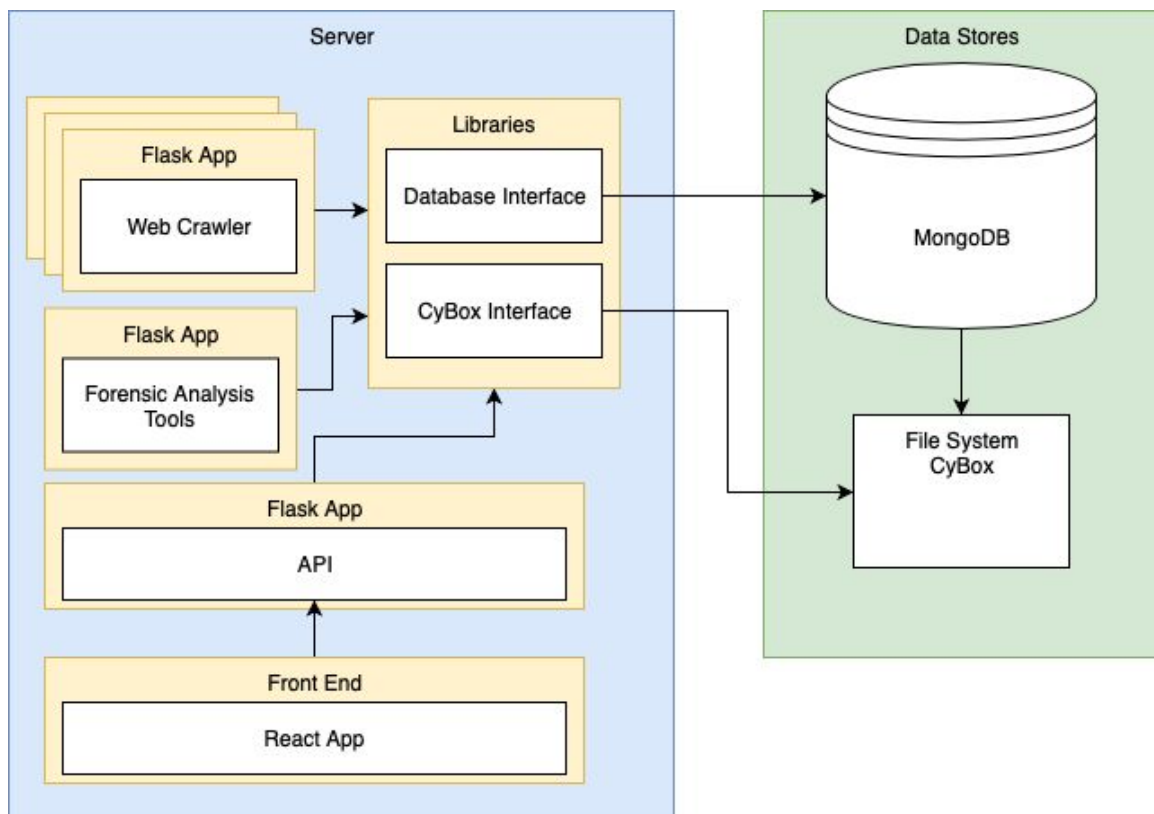 Server
Flask App
Web Crawler
Flask App
Forensic Analysis
Tools
Libraries
Database Interface
CyBox Interface
Flask App
API
Front End
React App
Data Stores
MongoDB
File System
CyBox